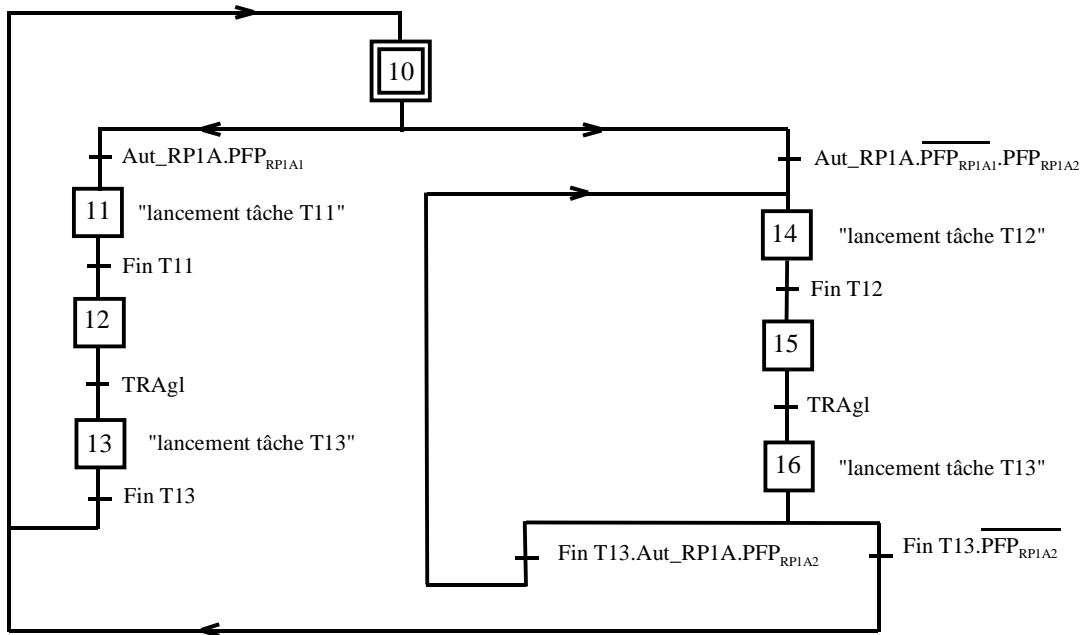 10
Aut_RP1A.PFP_RP1A1
Aut_RP1A.PFP_RP1A1.PFP_RP1A2
11 "lancement tâche T11"
14 "lancement tâche T12"
Fin T11
Fin T12
12
15
TRAgl
TRAgl
13 "lancement tâche T13"
16 "lancement tâche T13"
Fin T13
Fin T13.Aut_RP1A.PFP_RP1A2
Fin T13.PFP_RP1A2